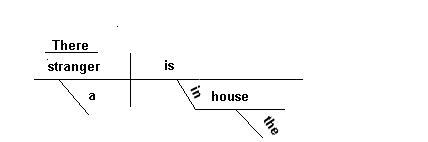 There
stranger is
a in house
the